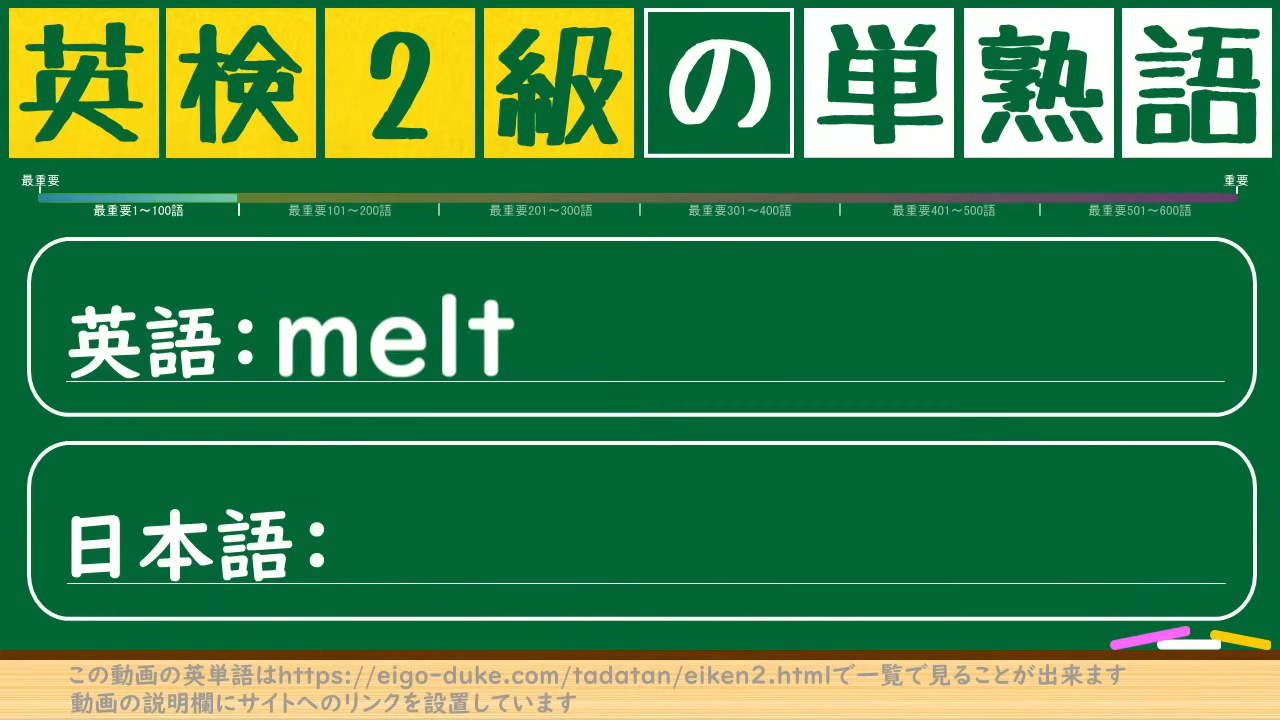 英検2級の単熟語
最重要 重要
最重要1～100語 最重要101～200語 最重要201～300語 最重要301～400語 最重要401～500語 最重要501～600語
英語：melt
日本語：
この動画の英単語はhttps://eigo-duke.com/tadatan/eiken2.htmlで一覧で見ることが出来ます
動画の説明欄にサイトへのリンクを設置しています